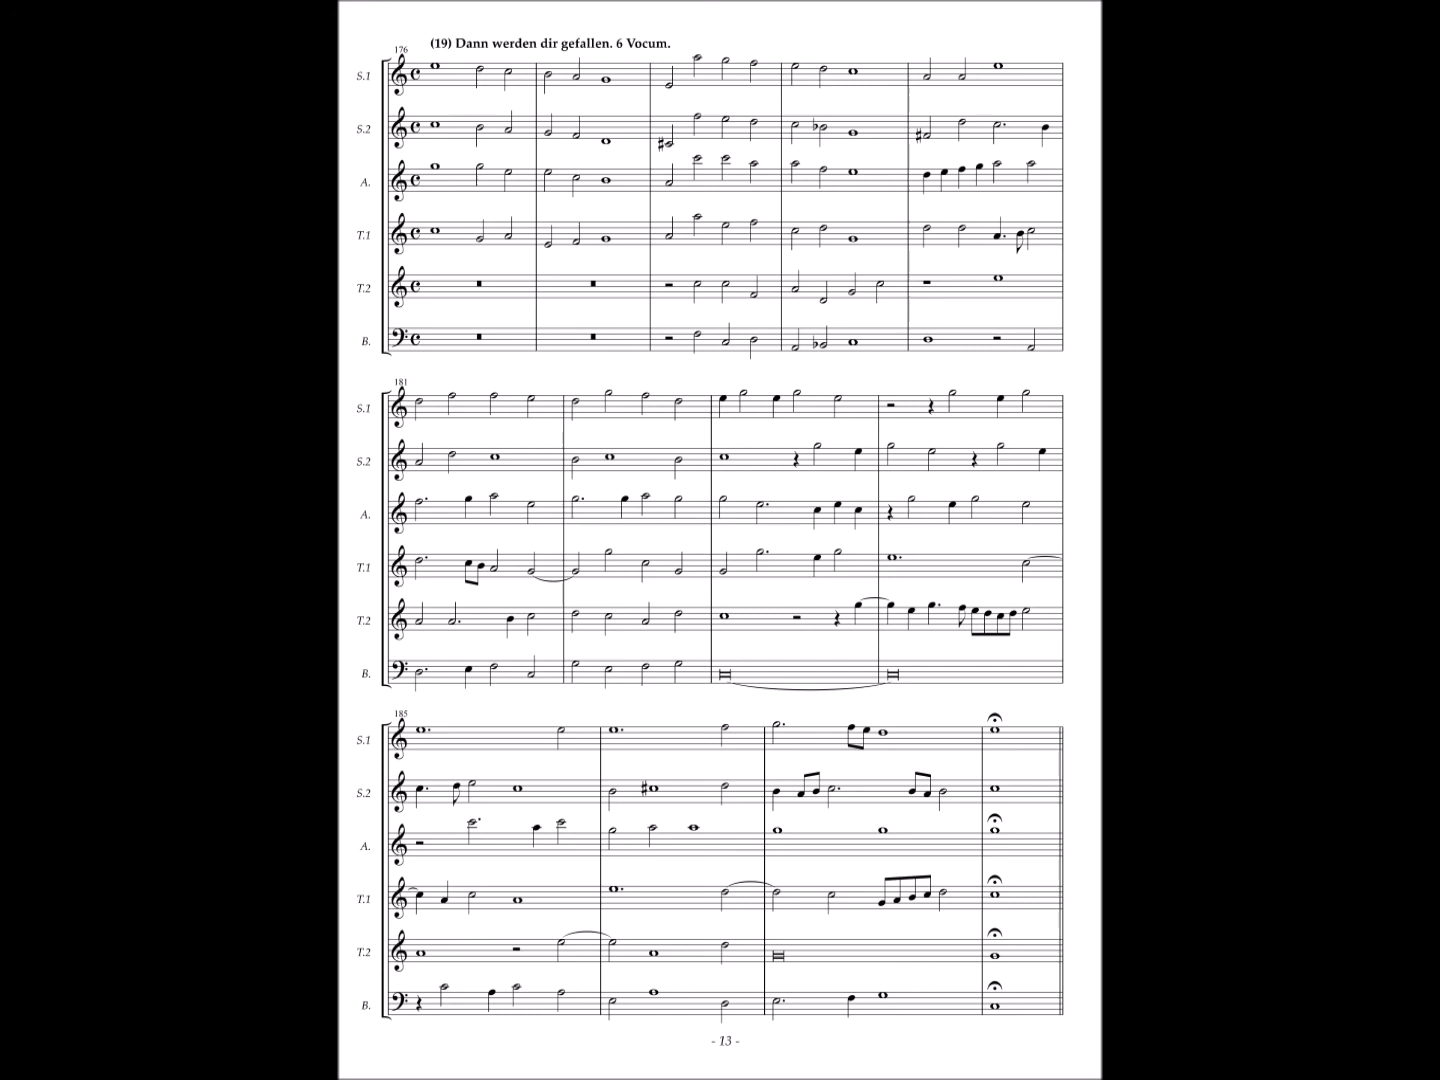 (19) Dann werden dir gefallen. 6 Vocum.
176
S.1
S.2
A.
T.1
T.2
B.
181
S.1
S.2
A.
T.1
T.2
B.
185
S.1
S.2
A.
T.1
T.2
B.
- 13 -